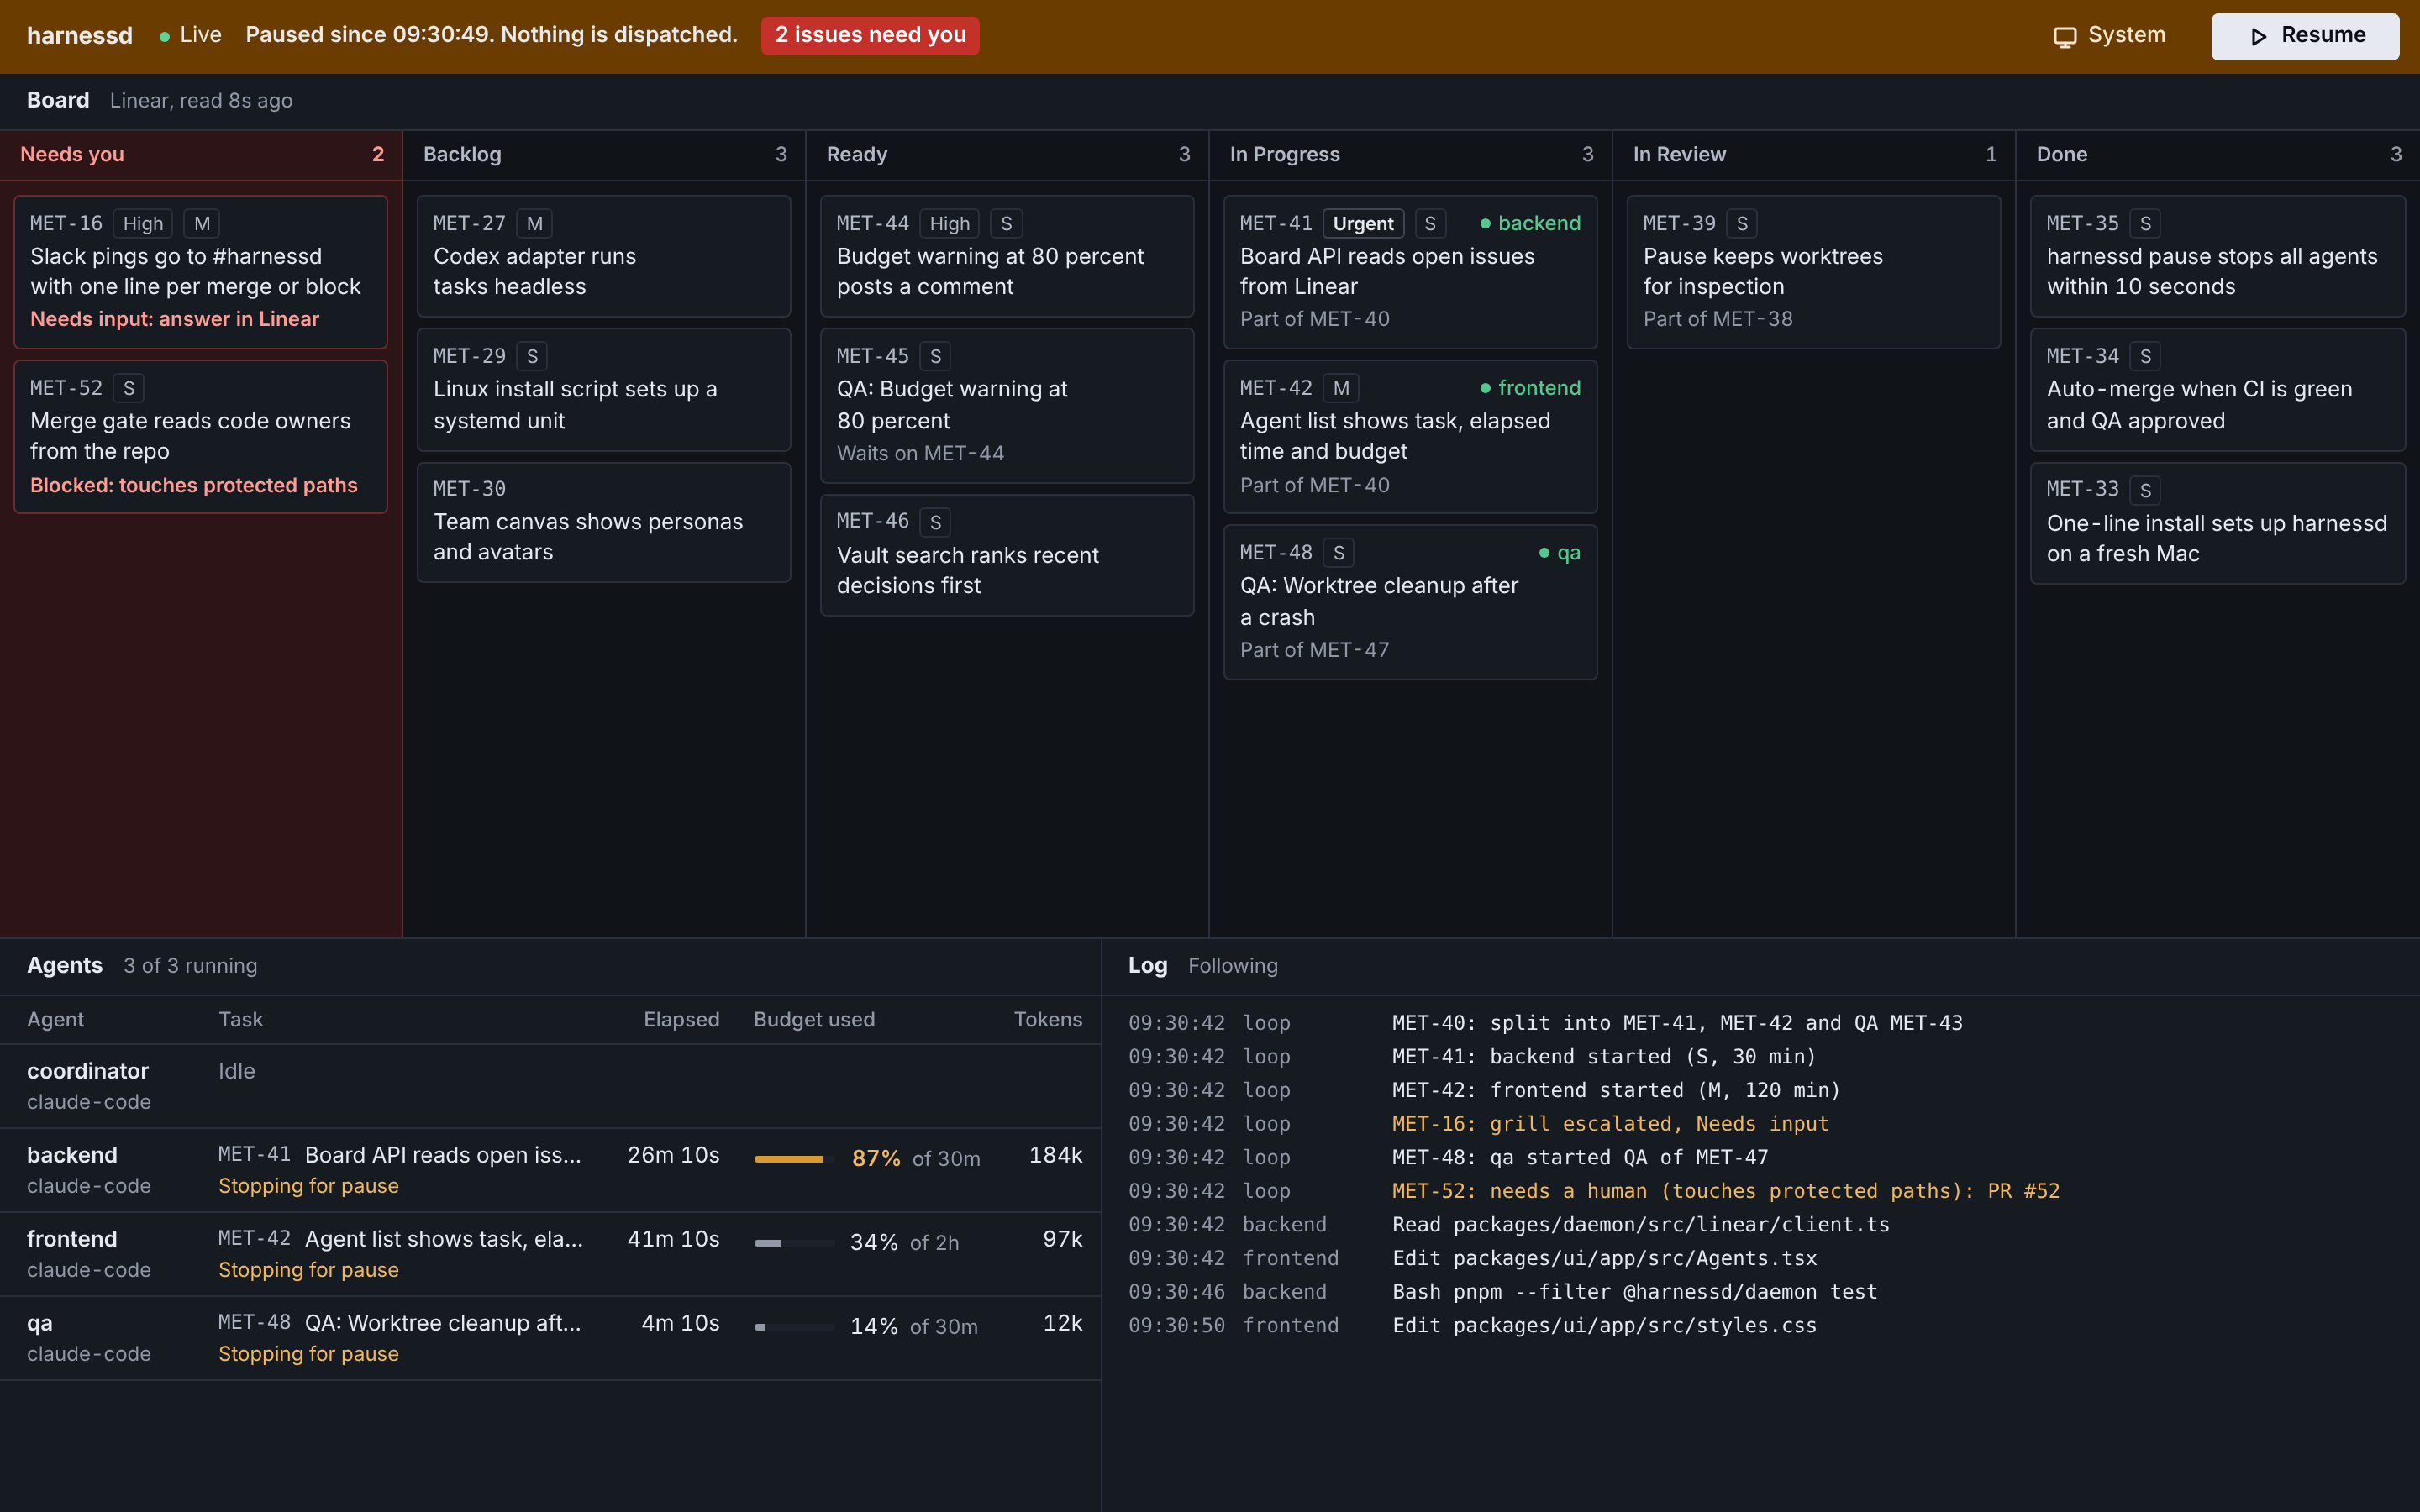 harnessd Live Paused since 09:30:49. Nothing is dispatched. 2 issues need you System Resume
Board Linear, read 8s ago
Needs you 2
MET-16 High M
Slack pings go to #harnessd
with one line per merge or block
Needs input: answer in Linear
MET-52 S
Merge gate reads code owners
from the repo
Blocked: touches protected paths
Backlog 3
MET-27 M
Codex adapter runs
tasks headless
MET-29 S
Linux install script sets up a
systemd unit
MET-30
Team canvas shows personas
and avatars
Ready 3
MET-44 High S
Budget warning at 80 percent
posts a comment
MET-45 S
QA: Budget warning at
80 percent
Waits on MET-44
MET-46 S
Vault search ranks recent
decisions first
In Progress 3
MET-41 Urgent S backend
Board API reads open issues
from Linear
Part of MET-40
MET-42 M frontend
Agent list shows task, elapsed
time and budget
Part of MET-40
MET-48 S qa
QA: Worktree cleanup after
a crash
Part of MET-47
In Review 1
MET-39 S
Pause keeps worktrees
for inspection
Part of MET-38
Done 3
MET-35 S
harnessd pause stops all agents
within 10 seconds
MET-34 S
Auto-merge when CI is green
and QA approved
MET-33 S
One-line install sets up harnessd
on a fresh Mac
Agents 3 of 3 running
Agent Task Elapsed Budget used Tokens
coordinator Idle
claude-code
backend MET-41 Board API reads open iss... 26m 10s 87% of 30m 184k
claude-code Stopping for pause
frontend MET-42 Agent list shows task, ela... 41m 10s 34% of 2h 97k
claude-code Stopping for pause
qa MET-48 QA: Worktree cleanup aft... 4m 10s 14% of 30m 12k
claude-code Stopping for pause
Log Following
09:30:42 loop MET-40: split into MET-41, MET-42 and QA MET-43
09:30:42 loop MET-41: backend started (S, 30 min)
09:30:42 loop MET-42: frontend started (M, 120 min)
09:30:42 loop MET-16: grill escalated, Needs input
09:30:42 loop MET-48: qa started QA of MET-47
09:30:42 loop MET-52: needs a human (touches protected paths): PR #52
09:30:42 backend Read packages/daemon/src/linear/client.ts
09:30:42 frontend Edit packages/ui/app/src/Agents.tsx
09:30:46 backend Bash pnpm --filter @harnessd/daemon test
09:30:50 frontend Edit packages/ui/app/src/styles.css